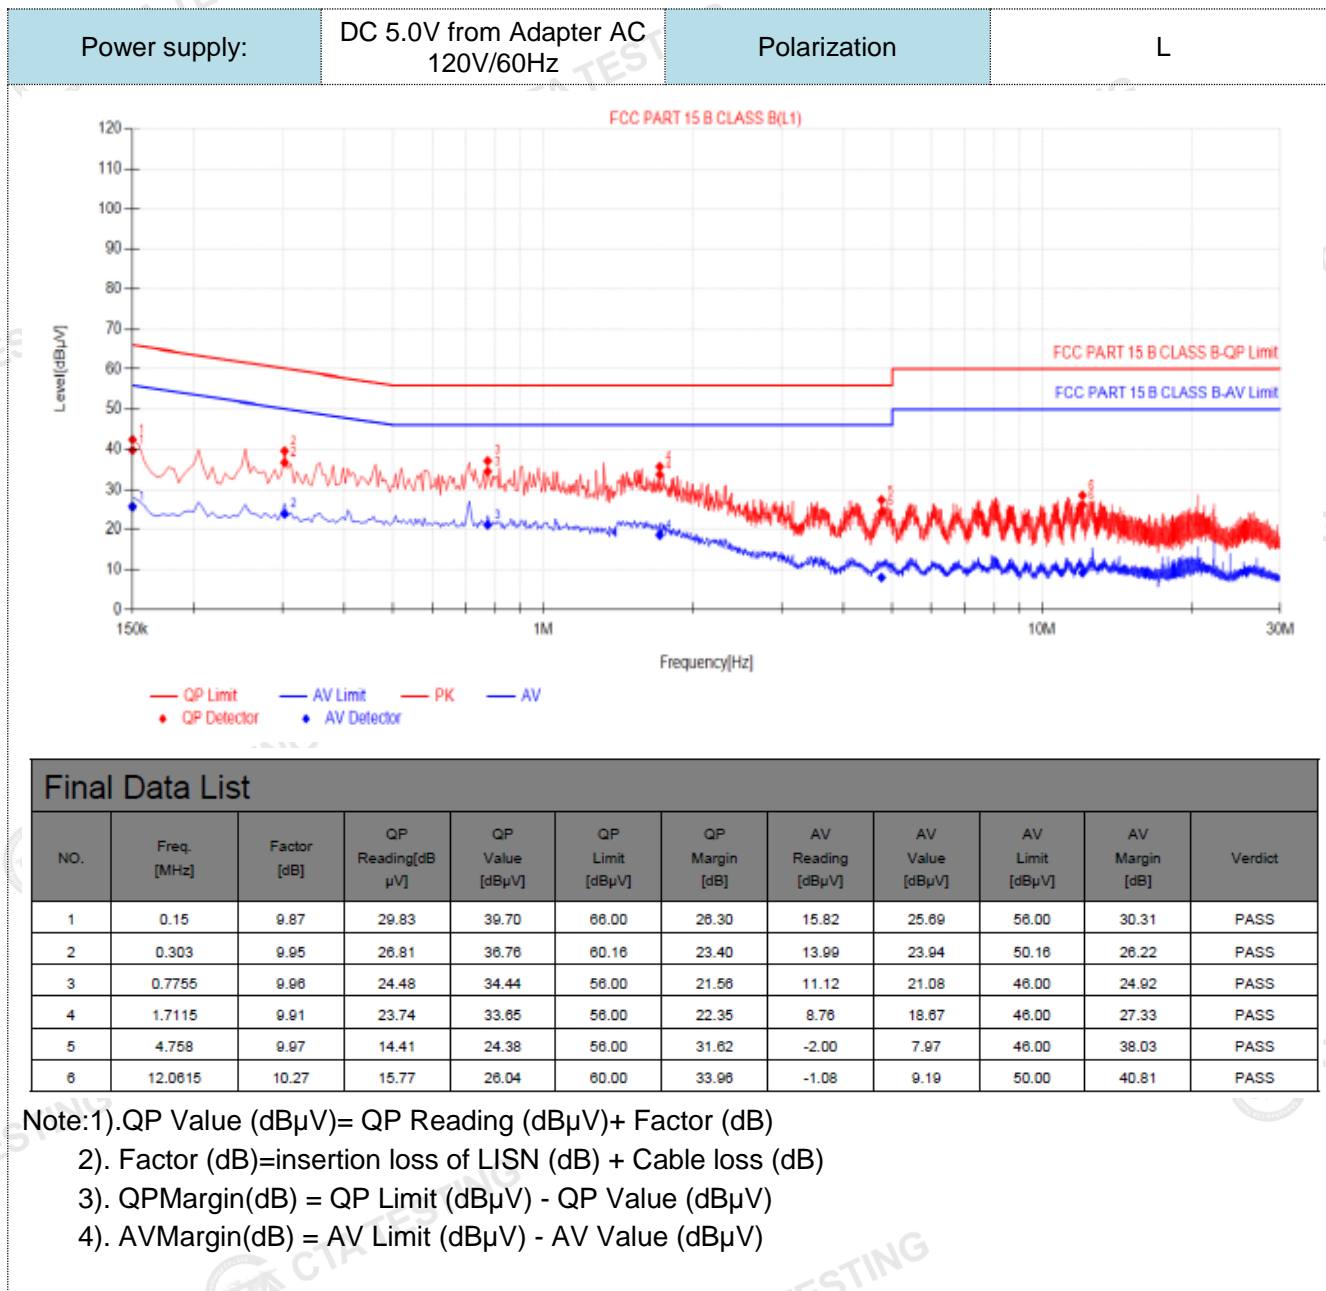 Power supply: DC 5.0V from Adapter AC 120V/60Hz Polarization L
FCC PART 15 B CLASS B(L1)
120
110
100
90
80
70
60
50
40
30
20
10
0
Level[dBµV]
FCC PART 15 B CLASS B-QP Limit
FCC PART 15 B CLASS B-AV Limit
150k 1M 10M 30M
Frequency[Hz]
QP Limit AV Limit PK AV
QP Detector AV Detector
Final Data List
NO. Freq. [MHz] Factor [dB] QP Reading[dB µV] QP Value [dBµV] QP Limit [dBµV] QP Margin [dB] AV Reading [dBµV] AV Value [dBµV] AV Limit [dBµV] AV Margin [dB] Verdict
1 0.15 9.87 29.83 39.70 66.00 26.30 15.82 25.69 56.00 30.31 PASS
2 0.303 9.95 26.81 36.76 60.16 23.40 13.99 23.94 50.16 26.22 PASS
3 0.7755 9.96 24.48 34.44 56.00 21.56 11.12 21.08 46.00 24.92 PASS
4 1.7115 9.91 23.74 33.65 56.00 22.35 8.76 18.67 46.00 27.33 PASS
5 4.758 9.97 14.41 24.38 56.00 31.62 -2.00 7.97 46.00 38.03 PASS
6 12.0615 10.27 15.77 26.04 60.00 33.96 -1.08 9.19 50.00 40.81 PASS
Note:1).QP Value (dBµV)= QP Reading (dBµV)+ Factor (dB)
2). Factor (dB)=insertion loss of LISN (dB) + Cable loss (dB)
3). QPMargin(dB) = QP Limit (dBµV) - QP Value (dBµV)
4). AVMargin(dB) = AV Limit (dBµV) - AV Value (dBµV)
CTA TESTING